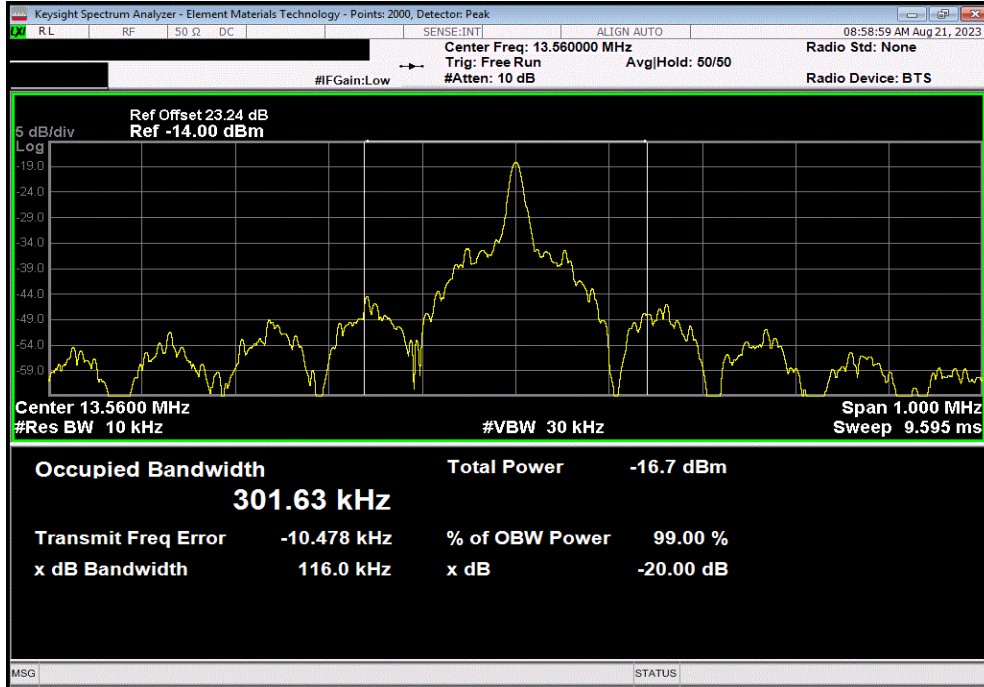 Keysight Spectrum Analyzer - Element Materials Technology - Points: 2000, Detector: Peak
LXI RL RF 50 Ω DC SENSE:INT ALIGN AUTO 08:58:59 AM Aug 21, 2023
Center Freq: 13.560000 MHz Radio Std: None
Trig: Free Run Avg|Hold: 50/50
#IFGain:Low #Atten: 10 dB Radio Device: BTS
Ref Offset 23.24 dB
5 dB/div Ref -14.00 dBm
Log
-19.0
-24.0
-29.0
-34.0
-39.0
-44.0
-49.0
-54.0
-59.0
Center 13.5600 MHz Span 1.000 MHz
#Res BW 10 kHz #VBW 30 kHz Sweep 9.595 ms
Occupied Bandwidth Total Power -16.7 dBm
301.63 kHz
Transmit Freq Error -10.478 kHz % of OBW Power 99.00 %
x dB Bandwidth 116.0 kHz x dB -20.00 dB
MSG STATUS